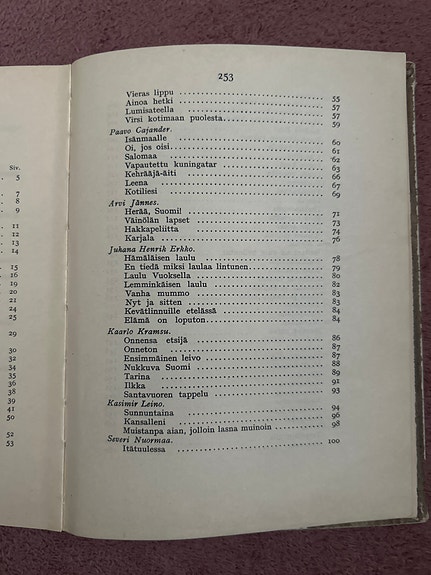 Siv.
5
7
8
9
11
12
13
14
15
16
19
20
21
24
25
29
30
32
34
35
36
38
39
41
50
52
53
253
Vieras lippu 55
Ainoa hetki 57
Lumisateella 57
Virsi kotimaan puolesta 59
Paavo Cajander.
Isänmaalle 60
Oi, jos oisi 61
Salomaa 62
Vapautettu kuningatar 63
Kehrääjä-äiti 66
Leena 67
Kotiliesi 69
Arvi Jännes.
Herää, Suomi! 71
Väinölän lapset 73
Hakkapeliitta 74
Karjala 76
Juhana Henrik Erkko.
Hämäläisen laulu 78
En tiedä miksi laulaa lintunen 79
Laulu Vuoksella 80
Lemminkäisen laulu 82
Vanha mummo 83
Nyt ja sitten 83
Kevätlinnuille etelässä 84
Elämä on loputon 84
Kaarlo Kramsu.
Onnensa etsijä 86
Onneton 87
Ensimmäinen leivo 87
Nukkuva Suomi 88
Tarina 89
Ilkka 91
Santavuoren tappelu 93
Kasimir Leino.
Sunnuntaina 94
Kansalleni 96
Muistanpa aian, jolloin lasna muinoin 98
Severi Nuormaa.
Itätuulessa 100